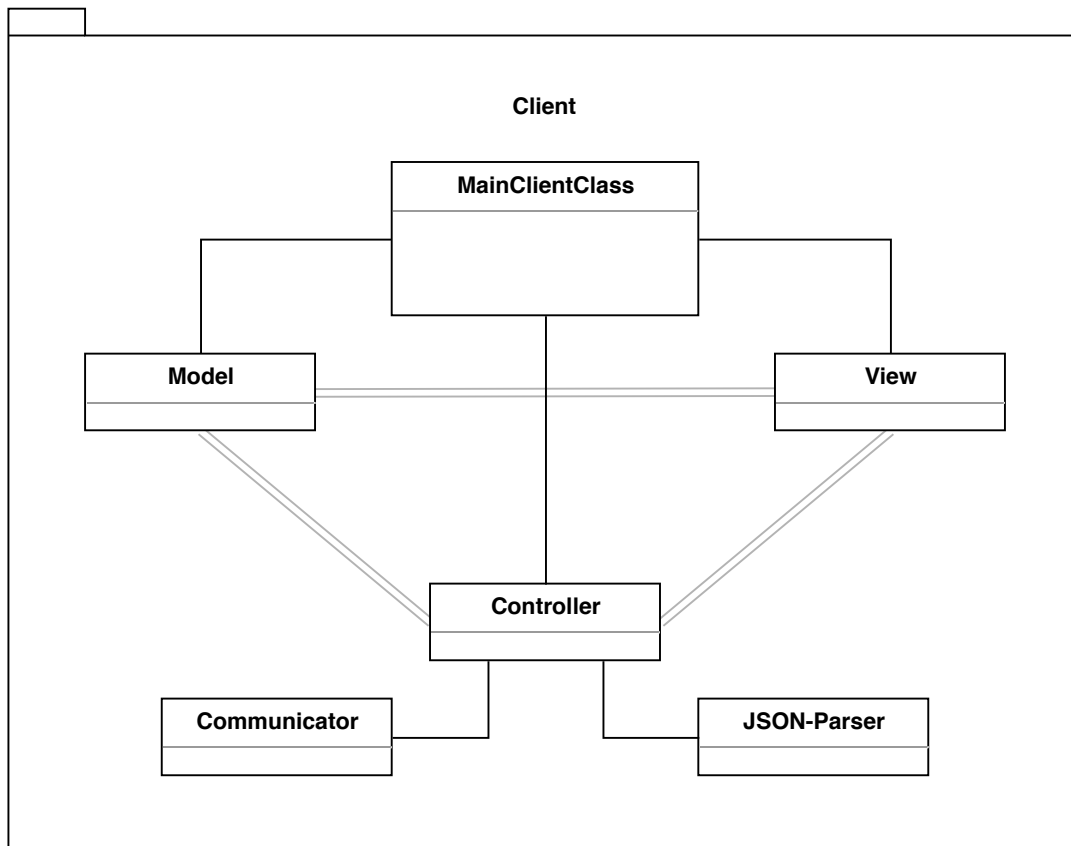 Client
MainClientClass
Model
View
Controller
Communicator
JSON-Parser